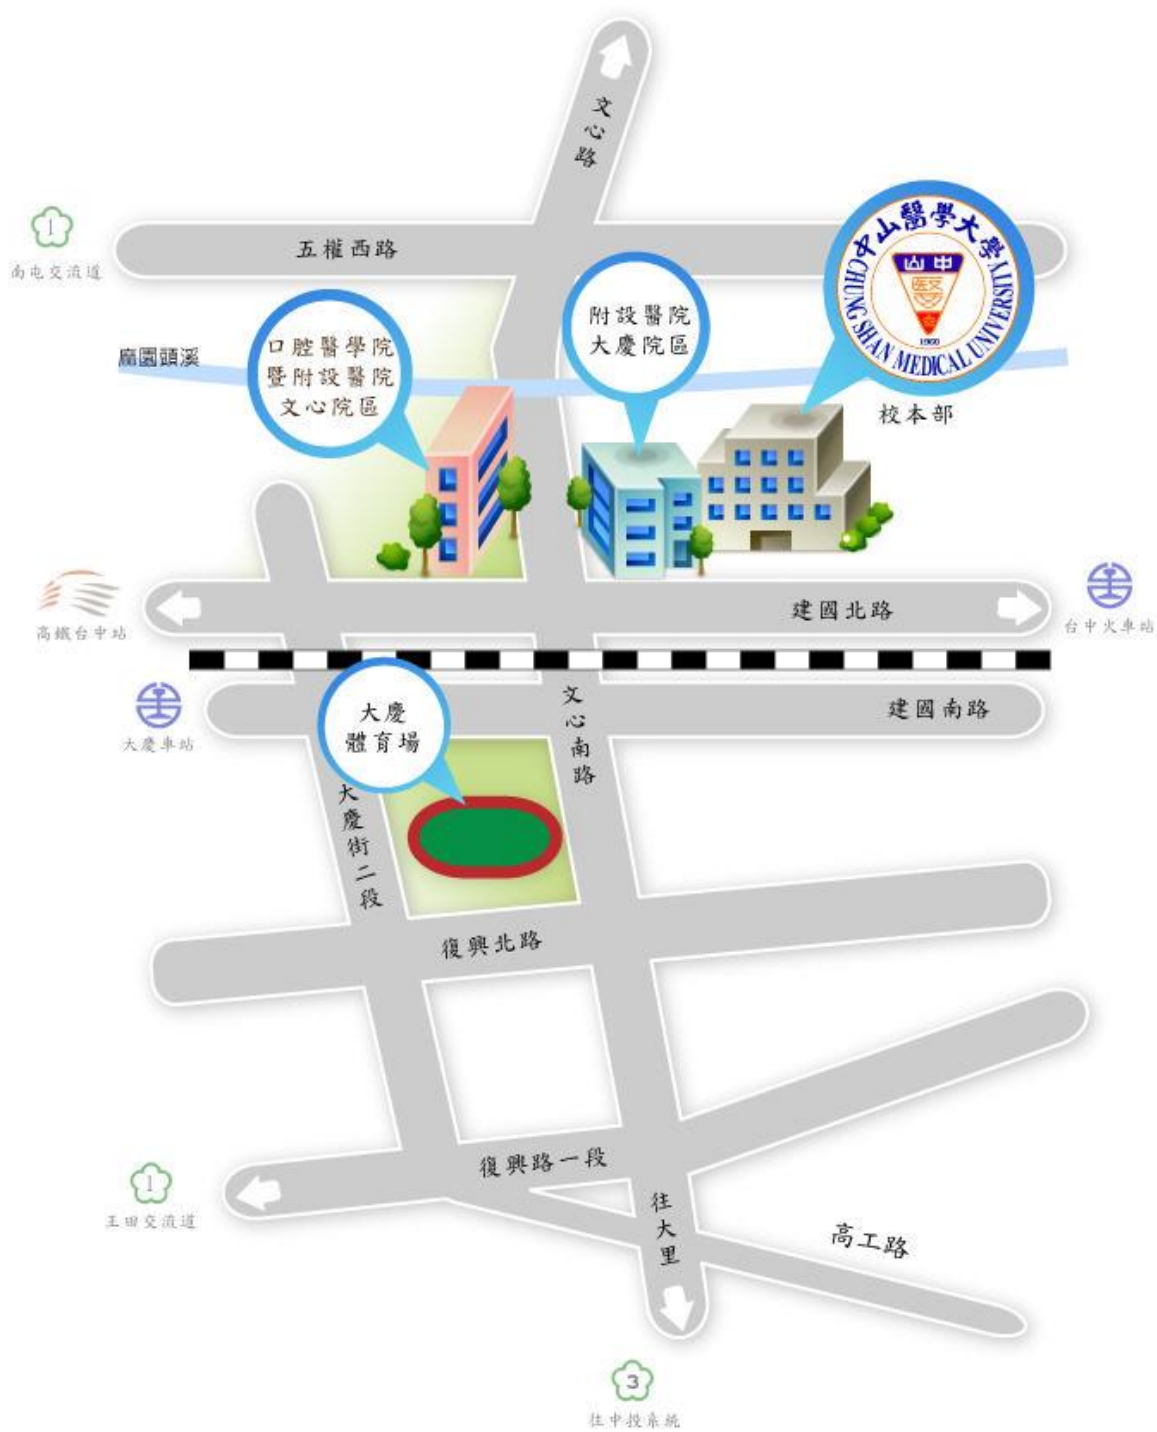 文心路
1
南屯交流道
五權西路
中山醫學大學
CHUNG SHAN MEDICAL UNIVERSITY
山中
醫
1960
校本部
附設醫院
大慶院區
口腔醫學院
暨附設醫院
文心院區
麻園頭溪
高鐵台中站
建國北路
台中火車站
大慶車站
建國南路
大慶
體育場
文心南路
大慶街二段
復興北路
復興路一段
1
王田交流道
往大里
高工路
3
往中投系統